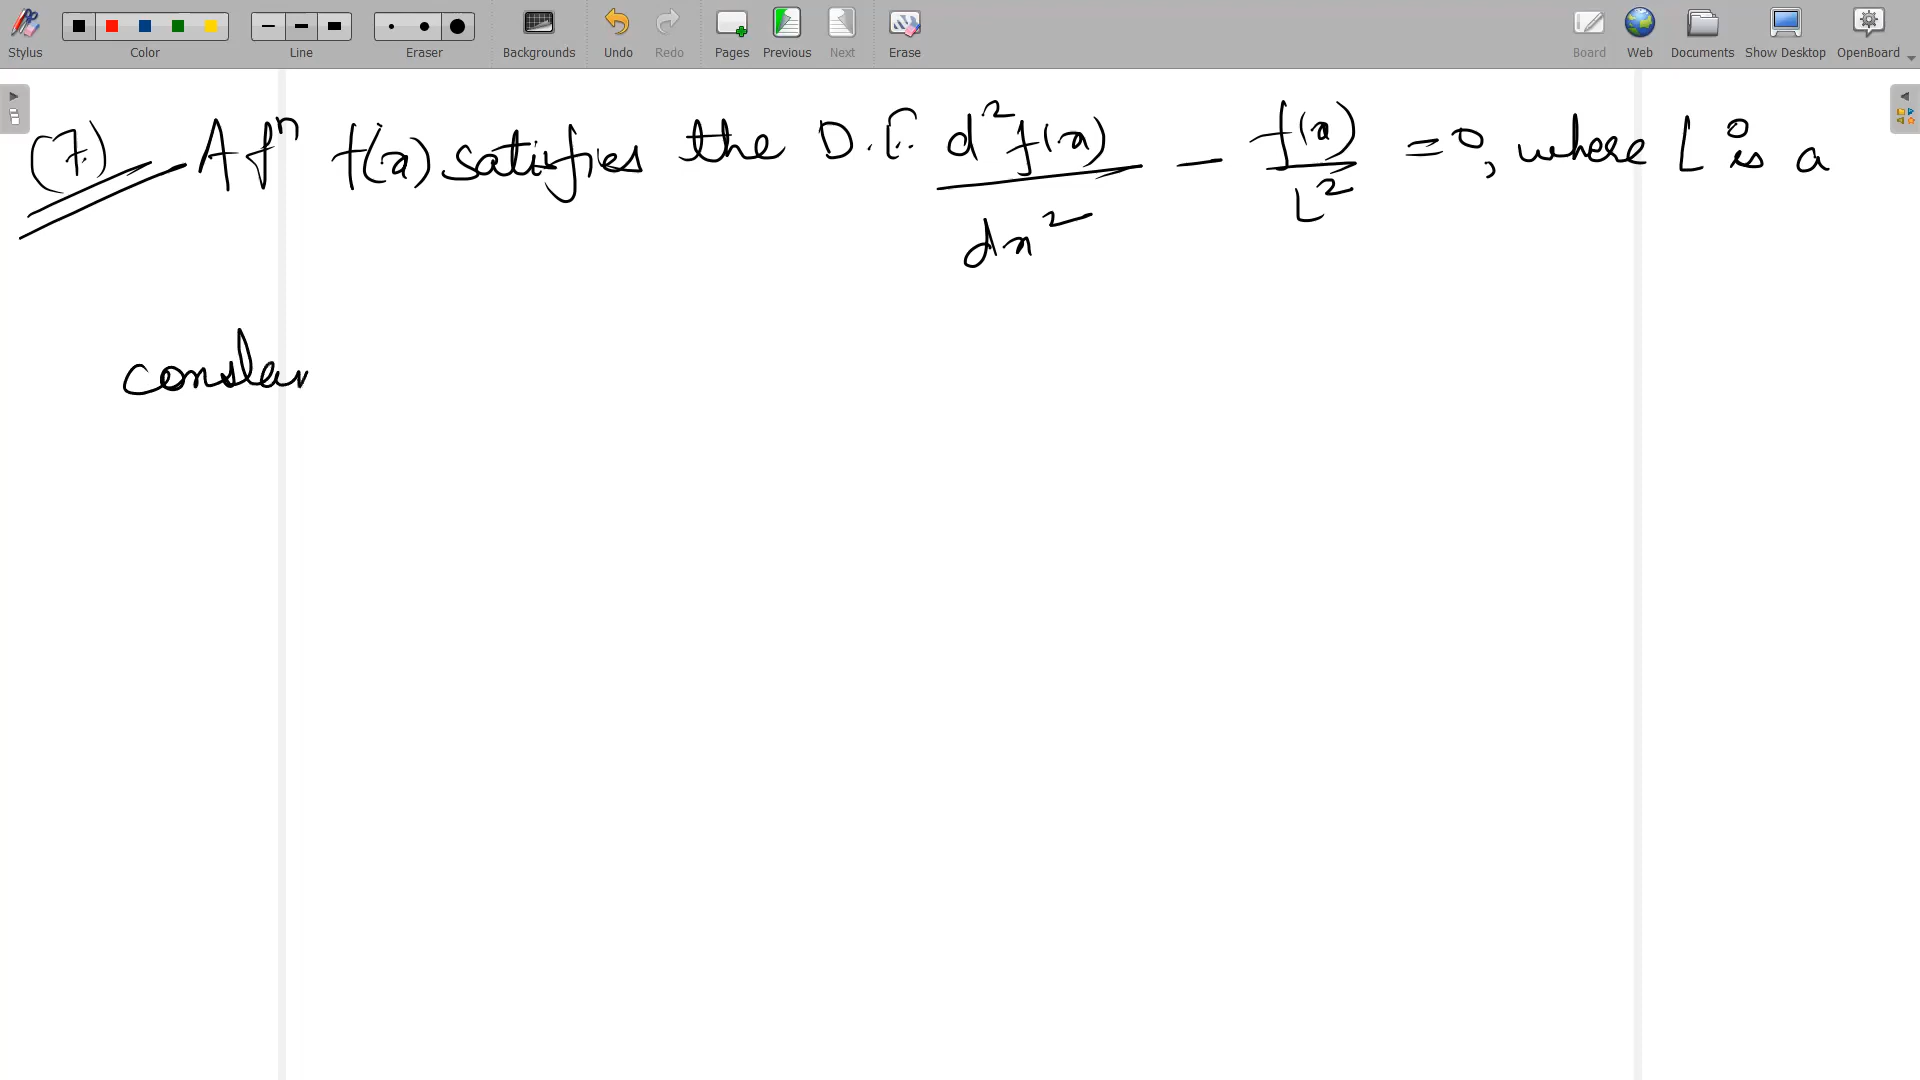 Stylus Color Line Eraser Backgrounds Undo Redo Pages Previous Next Erase Board Web Documents Show Desktop OpenBoard
(7) A fⁿ f(x) satisfies the D.E. d²f(x)/dx² - f(x)/L² = 0, where L is a
constan